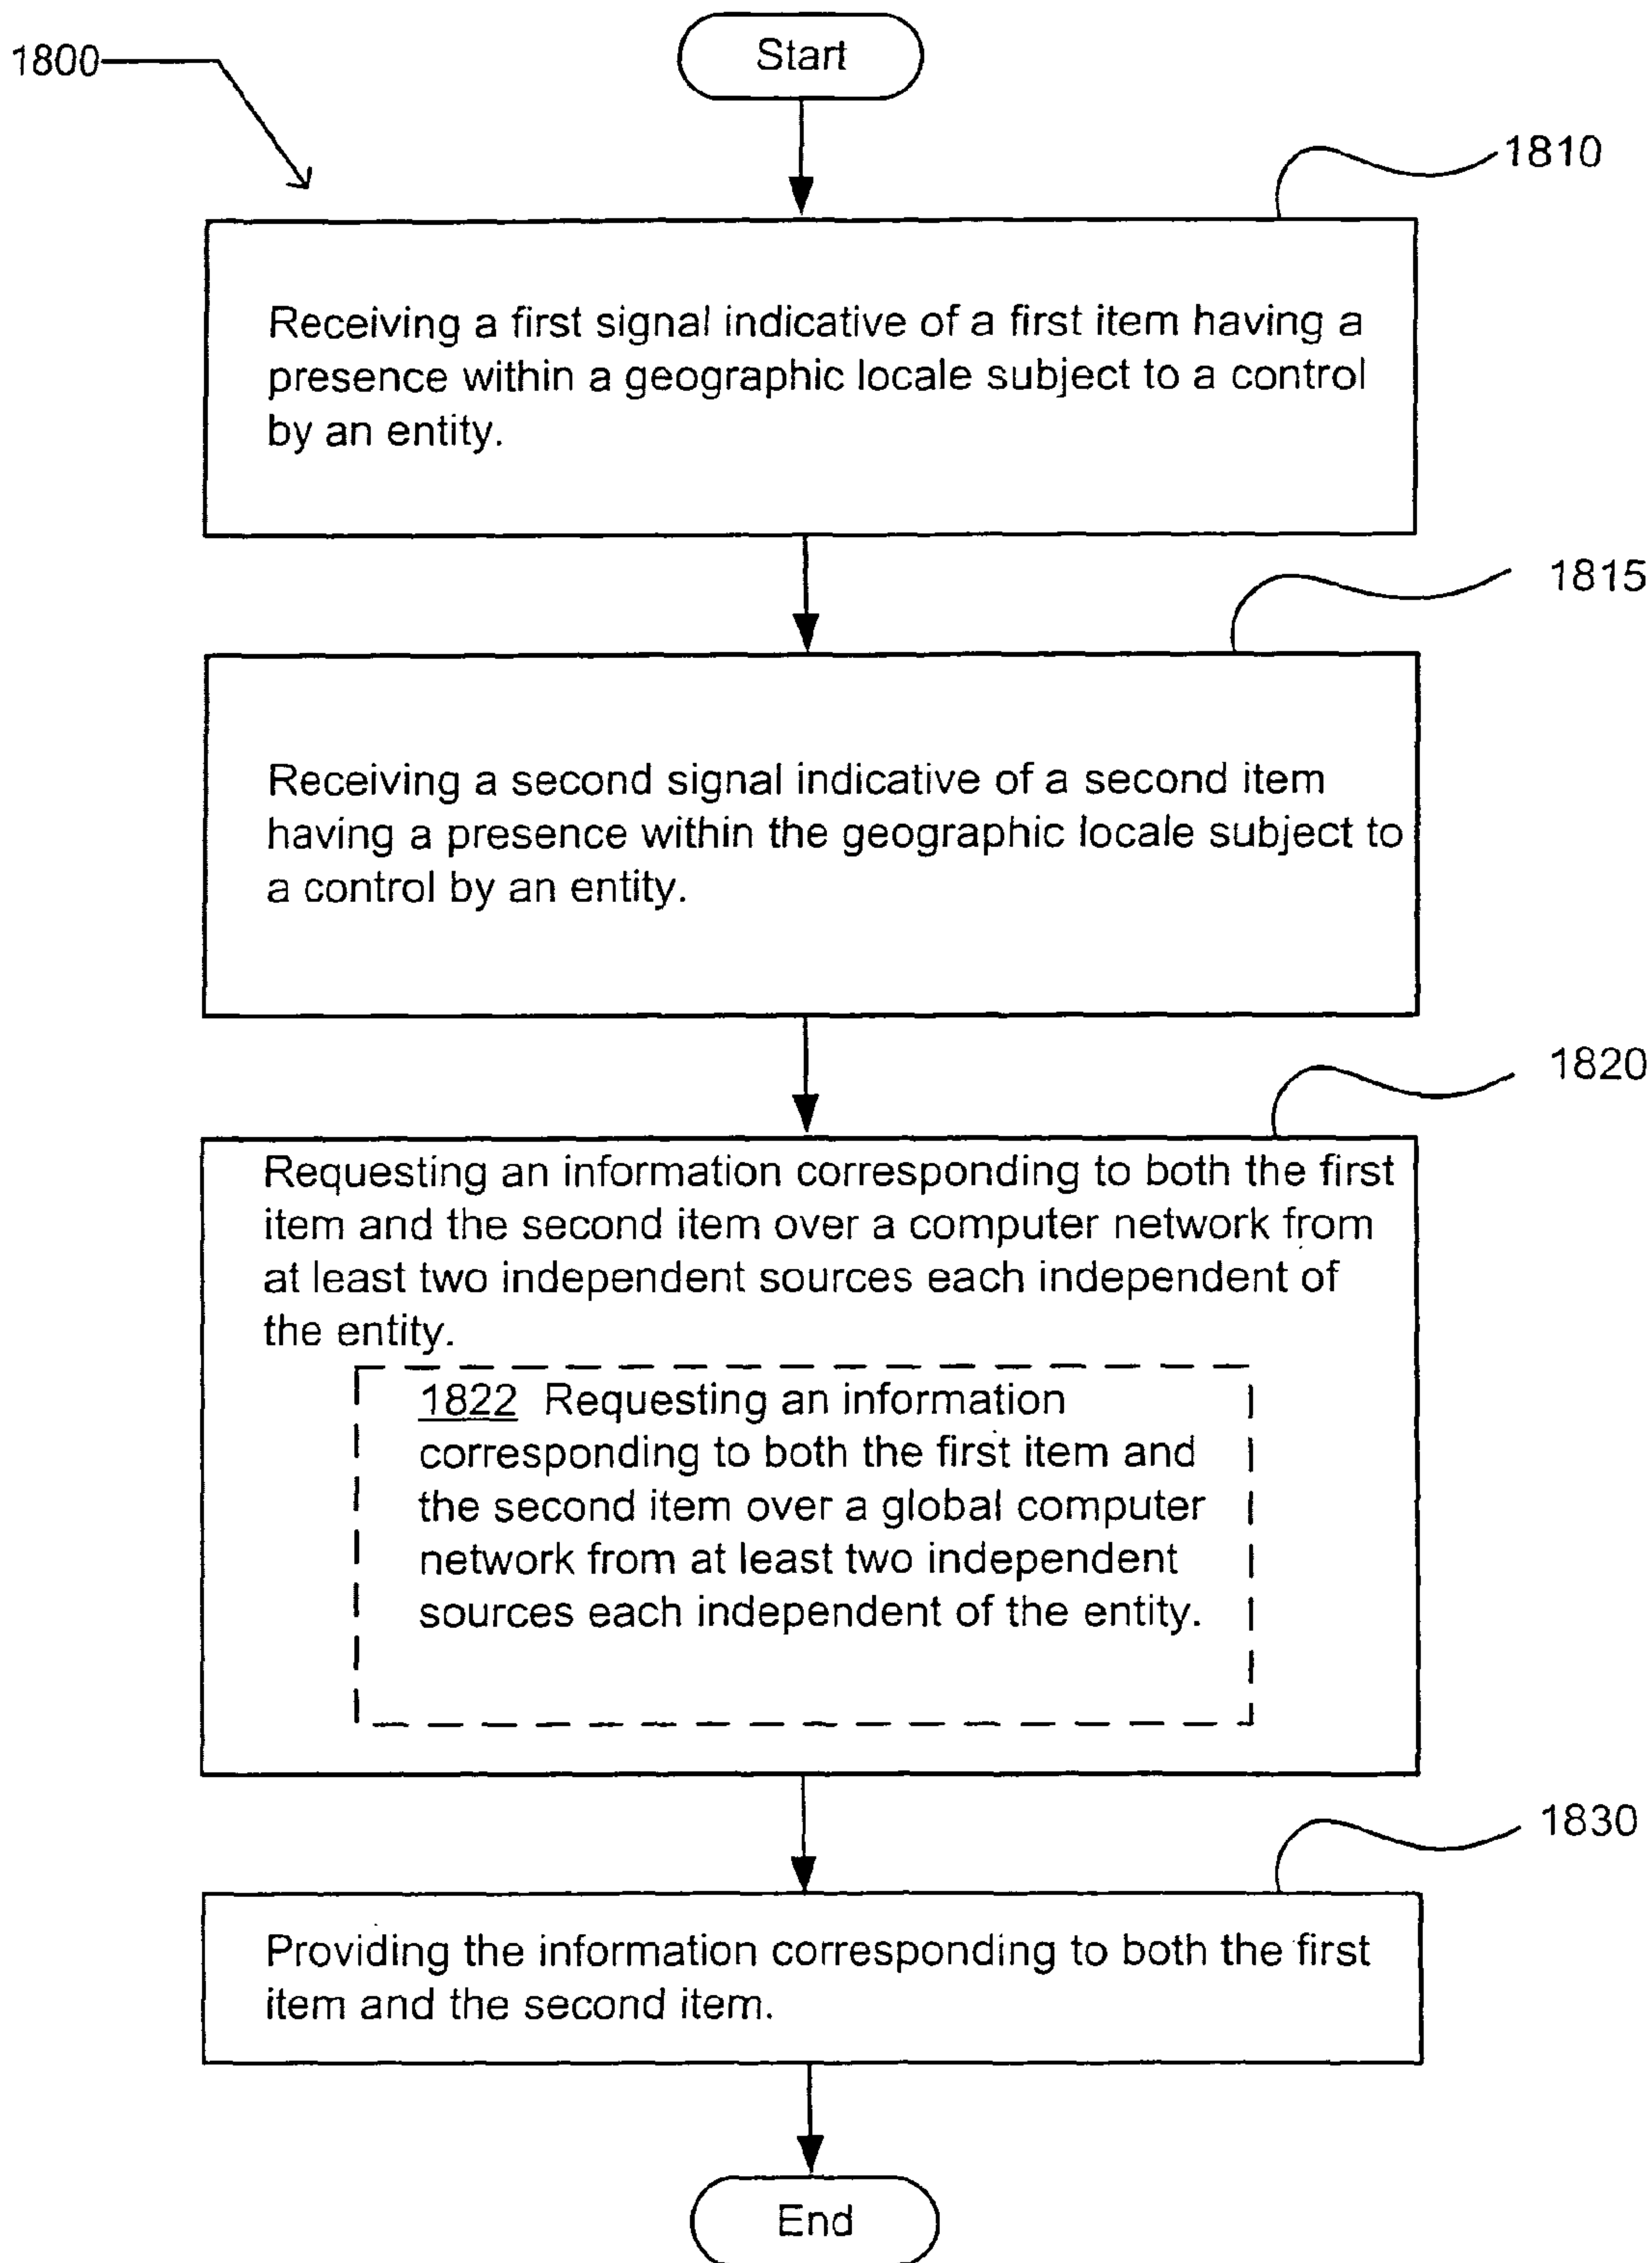 Start
1800
1810
Receiving a first signal indicative of a first item having a
presence within a geographic locale subject to a control
by an entity.
1815
Receiving a second signal indicative of a second item
having a presence within the geographic locale subject to
a control by an entity.
1820
Requesting an information corresponding to both the first
item and the second item over a computer network from
at least two independent sources each independent of
the entity.
1822 Requesting an information
corresponding to both the first item and
the second item over a global computer
network from at least two independent
sources each independent of the entity.
1830
Providing the information corresponding to both the first
item and the second item.
End